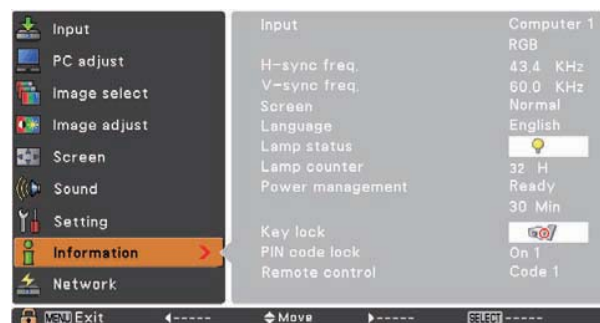 Input
PC adjust
Image select
Image adjust
Screen
Sound
Setting
Information
Network
Input Computer 1
RGB
H-sync freq. 43.4 KHz
V-sync freq. 60.0 KHz
Screen Normal
Language English
Lamp status
Lamp counter 32 H
Power management Ready
30 Min
Key lock
PIN code lock On 1
Remote control Code 1
MENU Exit ◀----- Move ▶----- SELECT -----